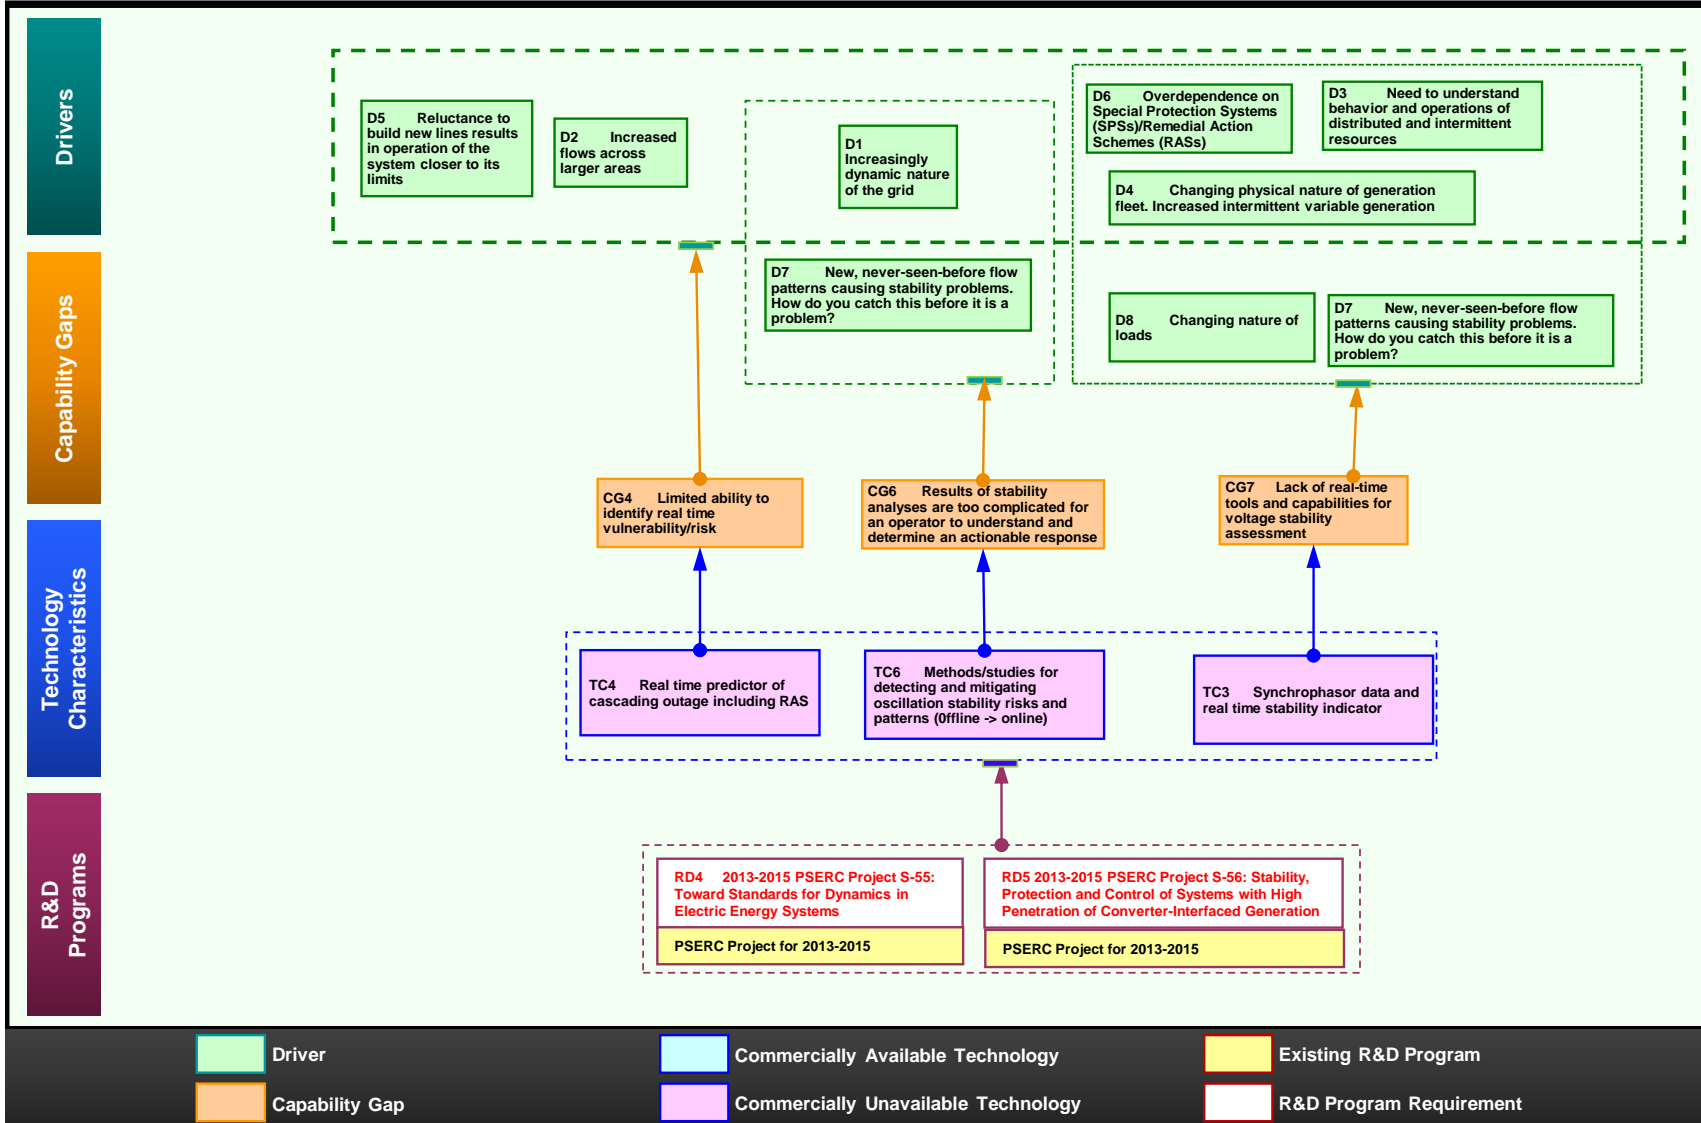 Drivers
D5 Reluctance to
build new lines results
in operation of the
system closer to its
limits
D2 Increased
flows across
larger areas
D1
Increasingly
dynamic nature
of the grid
D6 Overdependence on
Special Protection Systems
(SPSs)/Remedial Action
Schemes (RASs)
D3 Need to understand
behavior and operations of
distributed and intermittent
resources
D4 Changing physical nature of generation
fleet. Increased intermittent variable generation
Capability Gaps
D7 New, never-seen-before flow
patterns causing stability problems.
How do you catch this before it is a
problem?
D8 Changing nature of
loads
D7 New, never-seen-before flow
patterns causing stability problems.
How do you catch this before it is a
problem?
CG4 Limited ability to
identify real time
vulnerability/risk
CG6 Results of stability
analyses are too complicated for
an operator to understand and
determine an actionable response
CG7 Lack of real-time
tools and capabilities for
voltage stability
assessment
Technology
Characteristics
TC4 Real time predictor of
cascading outage including RAS
TC6 Methods/studies for
detecting and mitigating
oscillation stability risks and
patterns (0ffline -> online)
TC3 Synchrophasor data and
real time stability indicator
R&D
Programs
RD4 2013-2015 PSERC Project S-55:
Toward Standards for Dynamics in
Electric Energy Systems
PSERC Project for 2013-2015
RD5 2013-2015 PSERC Project S-56: Stability,
Protection and Control of Systems with High
Penetration of Converter-Interfaced Generation
PSERC Project for 2013-2015
Driver
Commercially Available Technology
Existing R&D Program
Capability Gap
Commercially Unavailable Technology
R&D Program Requirement